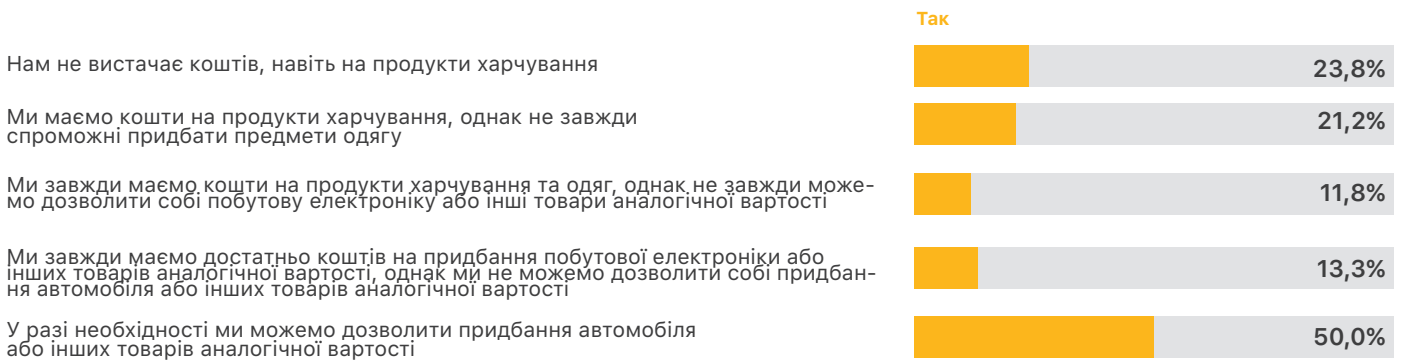 Так
Нам не вистачає коштів, навіть на продукти харчування
23,8%
Ми маємо кошти на продукти харчування, однак не завжди
спроможні придбати предмети одягу
21,2%
Ми завжди маємо кошти на продукти харчування та одяг, однак не завжди може-
мо дозволити собі побутову електроніку або інші товари аналогічної вартості
11,8%
Ми завжди маємо достатньо коштів на придбання побутової електроніки або
інших товарів аналогічної вартості, однак ми не можемо дозволити собі придбан-
ня автомобіля або інших товарів аналогічної вартості
13,3%
У разі необхідності ми можемо дозволити придбання автомобіля
або інших товарів аналогічної вартості
50,0%